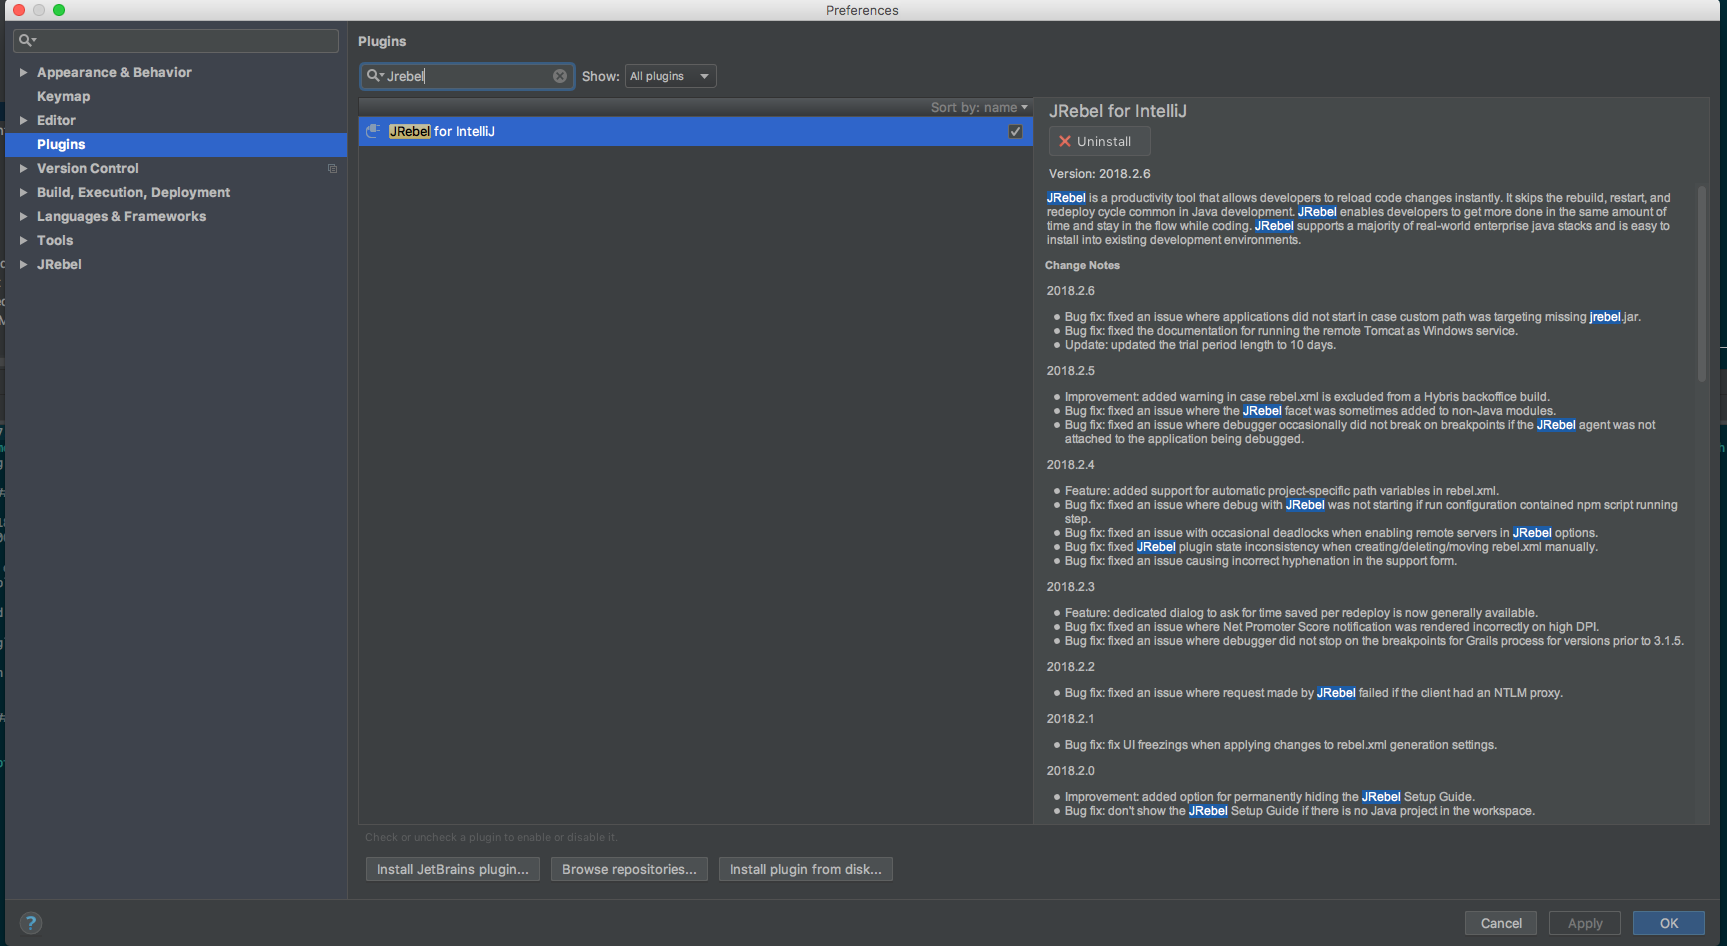 Preferences
Appearance & Behavior
Keymap
Editor
Plugins
Version Control
Build, Execution, Deployment
Languages & Frameworks
Tools
JRebel
Plugins
Jrebel
Show: All plugins
Sort by: name
JRebel for IntelliJ
JRebel for IntelliJ
Uninstall
Version: 2018.2.6
JRebel is a productivity tool that allows developers to reload code changes instantly. It skips the rebuild, restart, and
redeploy cycle common in Java development. JRebel enables developers to get more done in the same amount of
time and stay in the flow while coding. JRebel supports a majority of real-world enterprise java stacks and is easy to
install into existing development environments.
Change Notes
2018.2.6
● Bug fix: fixed an issue where applications did not start in case custom path was targeting missing jrebel.jar.
● Bug fix: fixed the documentation for running the remote Tomcat as Windows service.
● Update: updated the trial period length to 10 days.
2018.2.5
● Improvement: added warning in case rebel.xml is excluded from a Hybris backoffice build.
● Bug fix: fixed an issue where the JRebel facet was sometimes added to non-Java modules.
● Bug fix: fixed an issue where debugger occasionally did not break on breakpoints if the JRebel agent was not
attached to the application being debugged.
2018.2.4
● Feature: added support for automatic project-specific path variables in rebel.xml.
● Bug fix: fixed an issue where debug with JRebel was not starting if run configuration contained npm script running
step.
● Bug fix: fixed an issue with occasional deadlocks when enabling remote servers in JRebel options.
● Bug fix: fixed JRebel plugin state inconsistency when creating/deleting/moving rebel.xml manually.
● Bug fix: fixed an issue causing incorrect hyphenation in the support form.
2018.2.3
● Feature: dedicated dialog to ask for time saved per redeploy is now generally available.
● Bug fix: fixed an issue where Net Promoter Score notification was rendered incorrectly on high DPI.
● Bug fix: fixed an issue where debugger did not stop on the breakpoints for Grails process for versions prior to 3.1.5.
2018.2.2
● Bug fix: fixed an issue where request made by JRebel failed if the client had an NTLM proxy.
2018.2.1
● Bug fix: fix UI freezings when applying changes to rebel.xml generation settings.
2018.2.0
● Improvement: added option for permanently hiding the JRebel Setup Guide.
● Bug fix: don't show the JRebel Setup Guide if there is no Java project in the workspace.
Check or uncheck a plugin to enable or disable it.
Install JetBrains plugin...
Browse repositories...
Install plugin from disk...
?
Cancel
Apply
OK